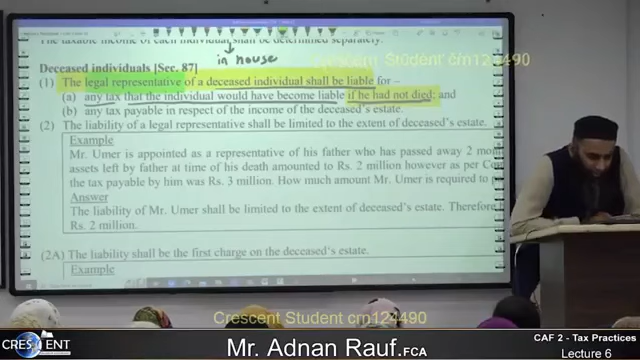 The taxable income of each individual shall be determined separately.
in house
Crescent Student crn124490
Deceased individuals [Sec. 87]
(1) The legal representative of a deceased individual shall be liable for –
(a) any tax that the individual would have become liable if he had not died; and
(b) any tax payable in respect of the income of the deceased's estate.
(2) The liability of a legal representative shall be limited to the extent of deceased's estate.
Example
Mr. Umer is appointed as a representative of his father who has passed away 2 mon
assets left by father at time of his death amounted to Rs. 2 million however as per Co
the tax payable by him was Rs. 3 million. How much amount Mr. Umer is required to p
Answer
The liability of Mr. Umer shall be limited to the extent of deceased's estate. Therefore
Rs. 2 million.
(2A) The liability shall be the first charge on the deceased's estate.
Example
Crescent Student crn124490
CRESCENT
Mr. Adnan Rauf.FCA
CAF 2 - Tax Practices
Lecture 6